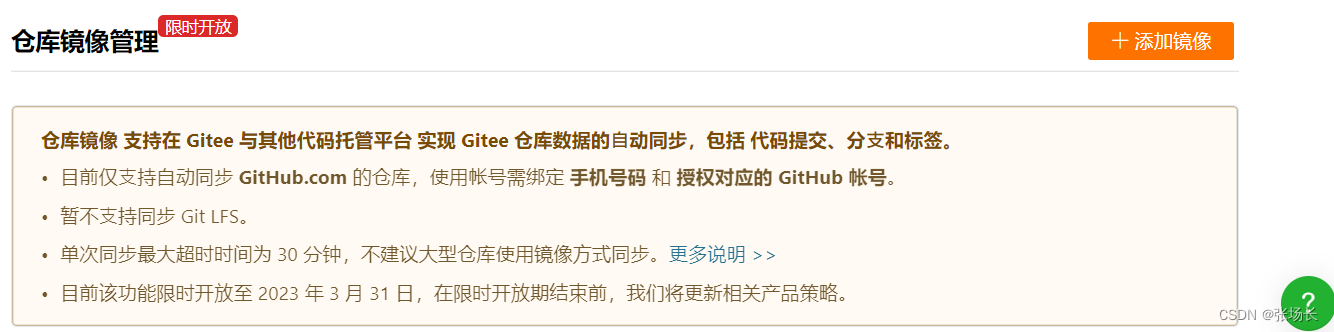 仓库镜像管理 限时开放
+ 添加镜像
仓库镜像 支持在 Gitee 与其他代码托管平台 实现 Gitee 仓库数据的自动同步，包括 代码提交、分支和标签。
• 目前仅支持自动同步 GitHub.com 的仓库，使用帐号需绑定 手机号码 和 授权对应的 GitHub 帐号。
• 暂不支持同步 Git LFS。
• 单次同步最大超时时间为 30 分钟，不建议大型仓库使用镜像方式同步。更多说明 >>
• 目前该功能限时开放至 2023 年 3 月 31 日，在限时开放期结束前，我们将更新相关产品策略。
?
CSDN @张场长